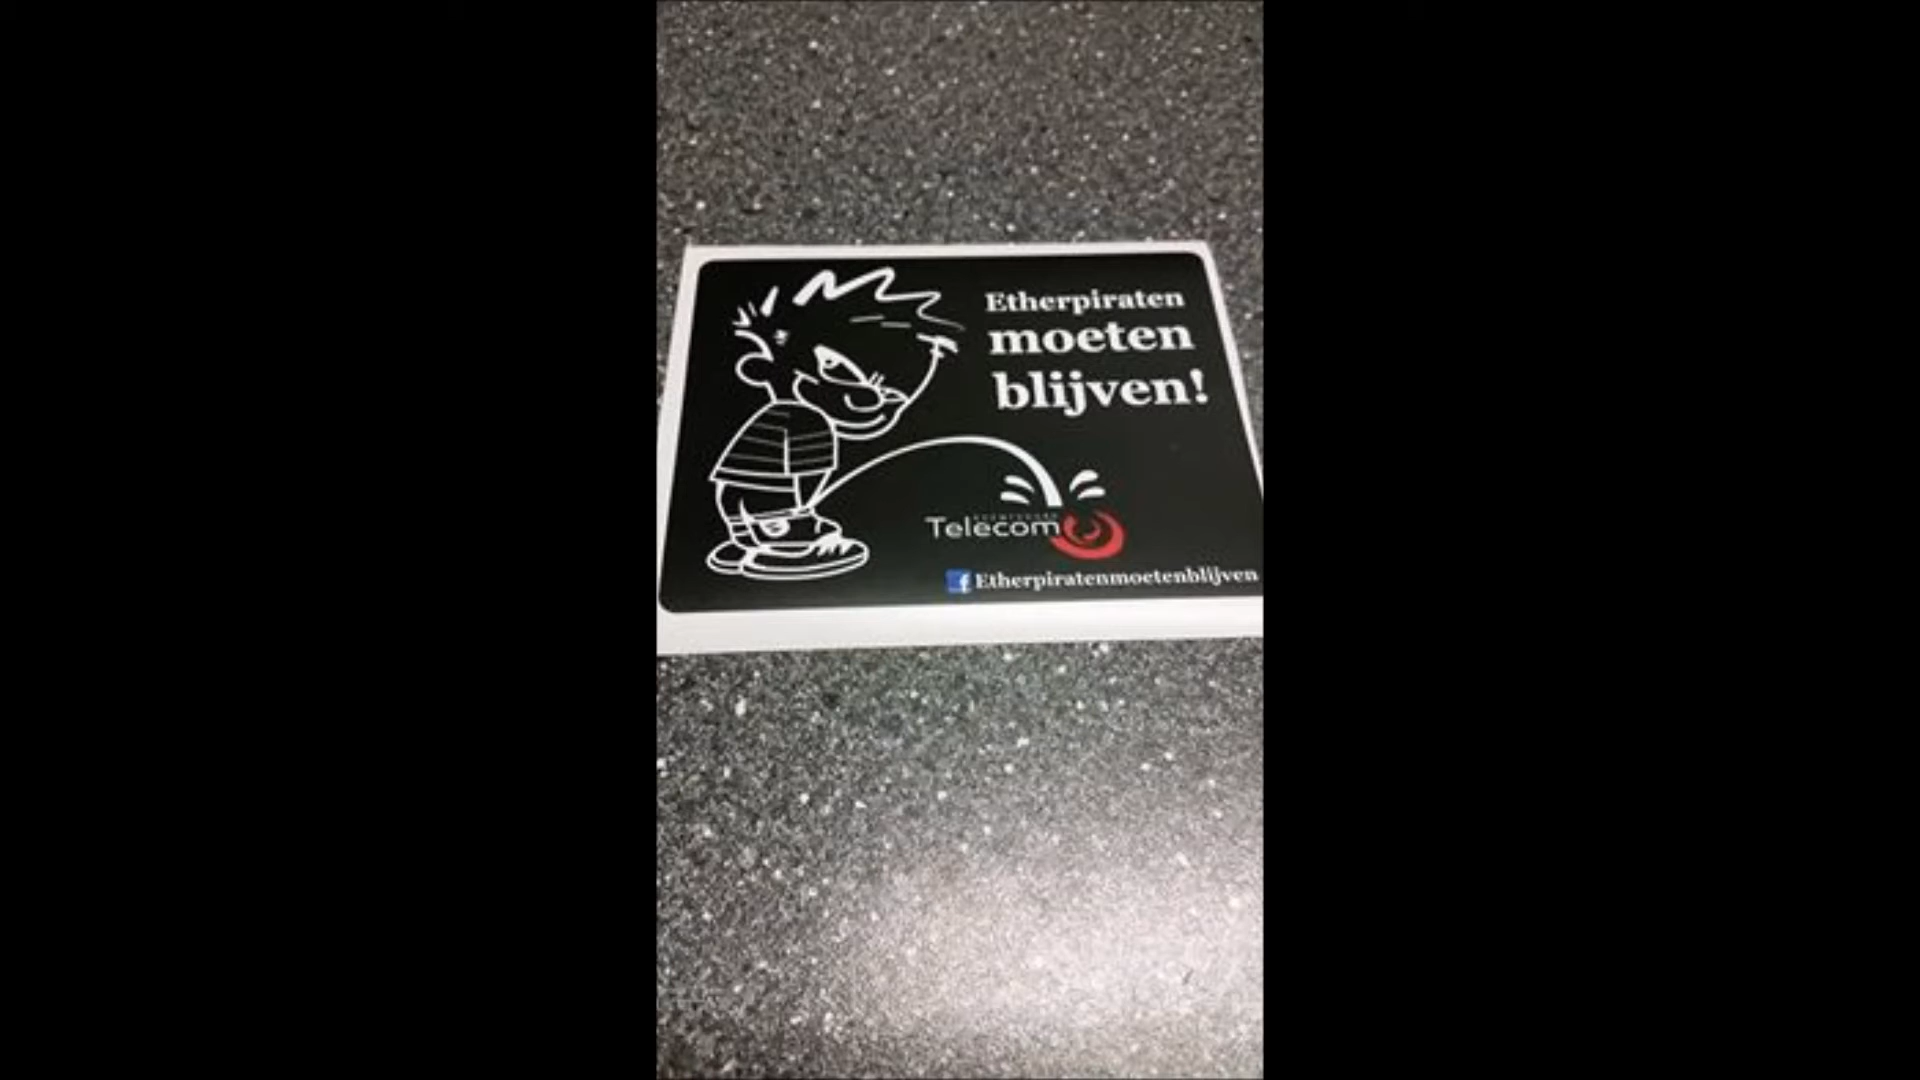 Etherpiraten
moeten
blijven!
Telecom
Etherpiratenmoetenblijven